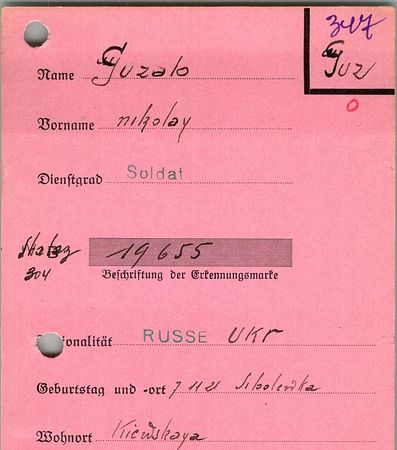 347
Guz
Name Guzalo
Vorname nikolay
Dienstgrad Soldat
Stalag 19655
304 Beschriftung der Erkennungsmarke
RUSSE UKr
Geburtstag und -ort 7 11 21
Wohnort Kiewskaya